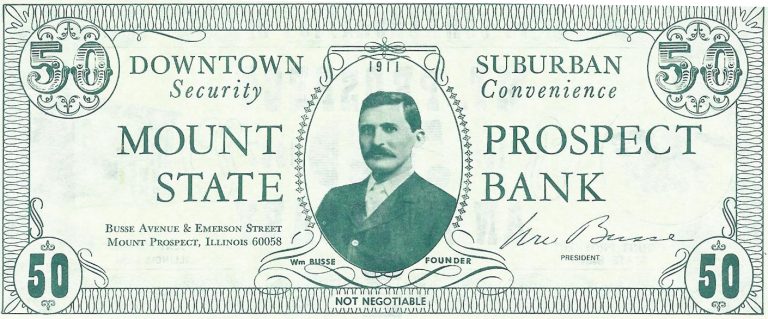 50
50
1911
DOWNTOWN
Security
SUBURBAN
Convenience
MOUNT PROSPECT
STATE BANK
BUSSE AVENUE & EMERSON STREET
MOUNT PROSPECT, ILLINOIS 60058
Wm Busse
PRESIDENT
Wm BUSSE FOUNDER
50
50
NOT NEGOTIABLE